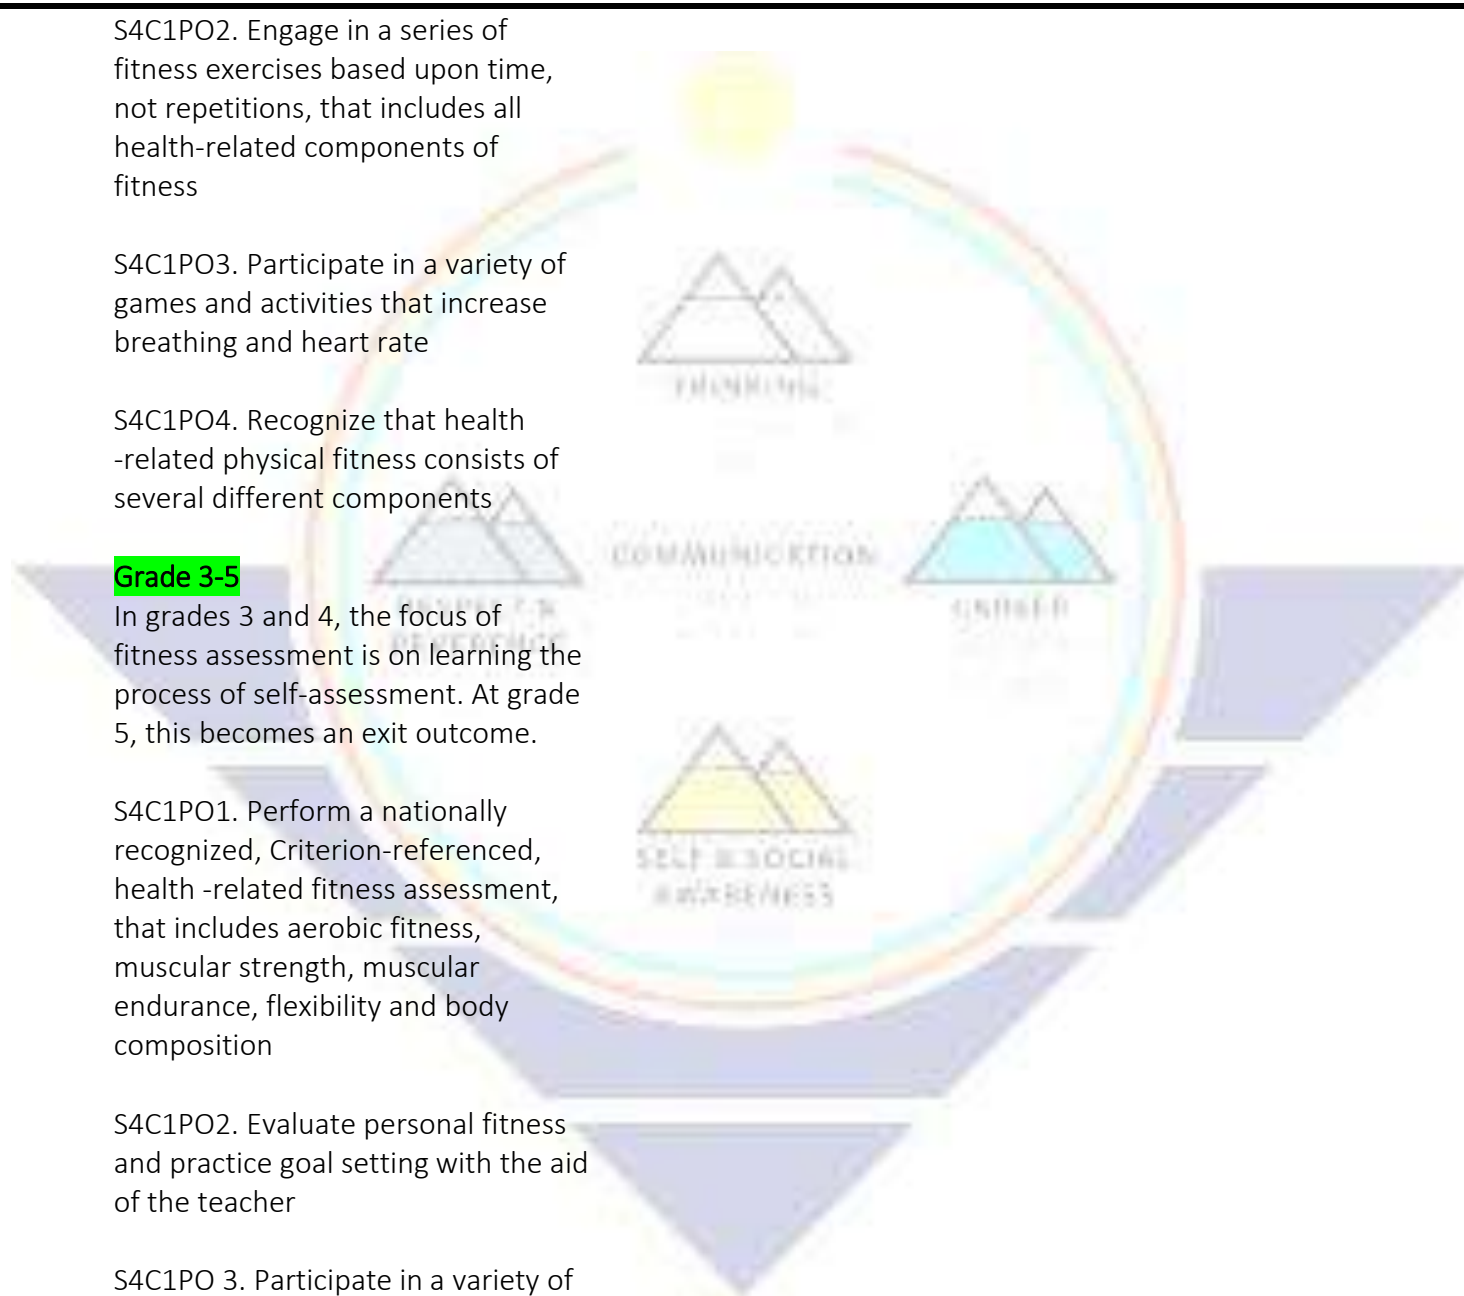 S4C1PO2. Engage in a series of
fitness exercises based upon time,
not repetitions, that includes all
health-related components of
fitness
S4C1PO3. Participate in a variety of
games and activities that increase
breathing and heart rate
THINKING
S4C1PO4. Recognize that health
-related physical fitness consists of
several different components
COMMUNICATION
Grade 3-5
In grades 3 and 4, the focus of
fitness assessment is on learning the
process of self-assessment. At grade
5, this becomes an exit outcome.
RESPECT &
REVERENCE
S4C1PO1. Perform a nationally
recognized, Criterion-referenced,
health -related fitness assessment,
that includes aerobic fitness,
muscular strength, muscular
endurance, flexibility and body
composition
SELF & SOCIAL
AWARENESS
S4C1PO2. Evaluate personal fitness
and practice goal setting with the aid
of the teacher
S4C1PO 3. Participate in a variety of